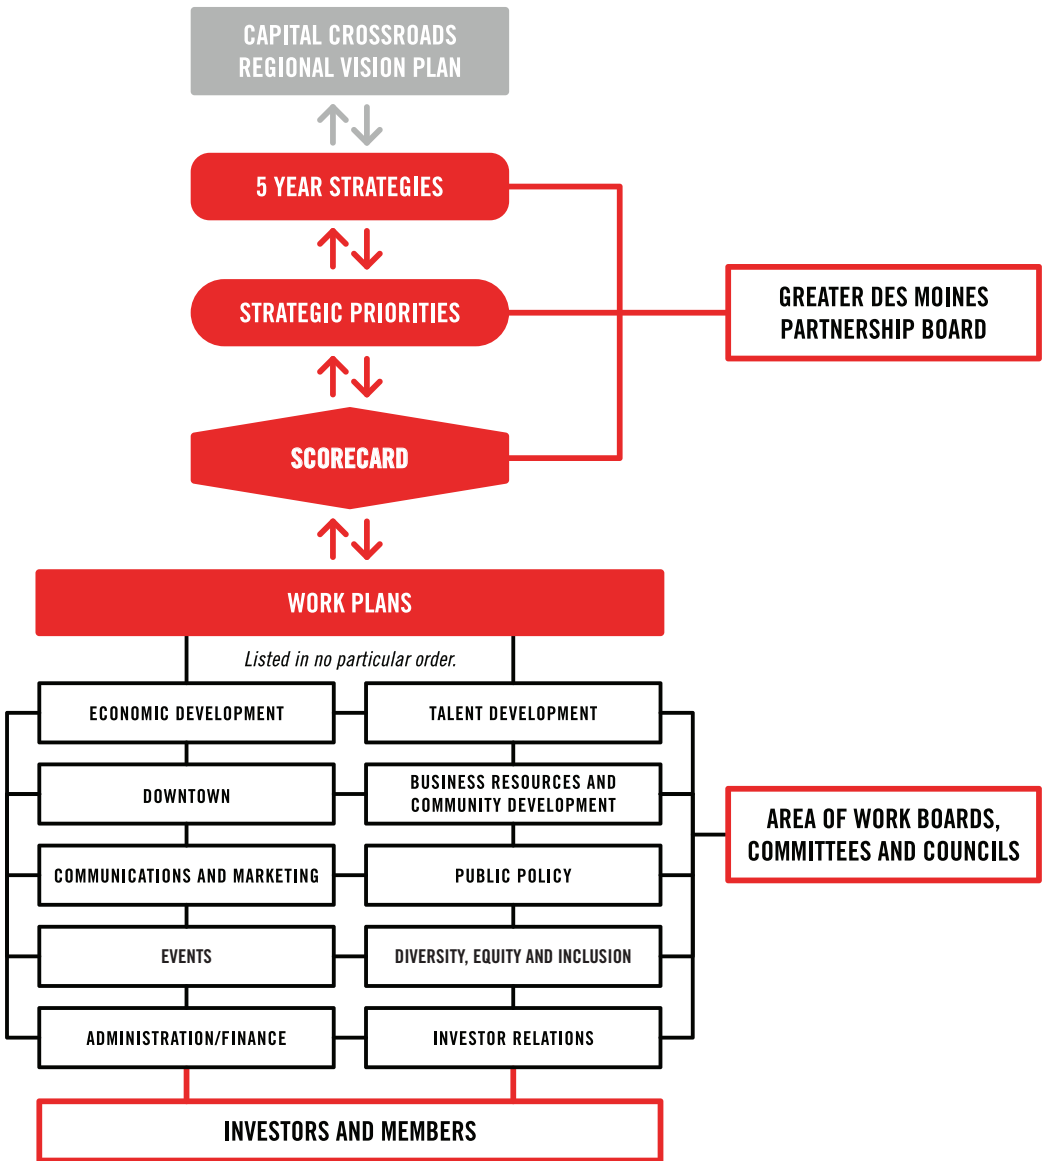 CAPITAL CROSSROADS
REGIONAL VISION PLAN
5 YEAR STRATEGIES
STRATEGIC PRIORITIES
GREATER DES MOINES
PARTNERSHIP BOARD
SCORECARD
WORK PLANS
Listed in no particular order.
ECONOMIC DEVELOPMENT
TALENT DEVELOPMENT
DOWNTOWN
BUSINESS RESOURCES AND
COMMUNITY DEVELOPMENT
AREA OF WORK BOARDS,
COMMITTEES AND COUNCILS
COMMUNICATIONS AND MARKETING
PUBLIC POLICY
EVENTS
DIVERSITY, EQUITY AND INCLUSION
ADMINISTRATION/FINANCE
INVESTOR RELATIONS
INVESTORS AND MEMBERS